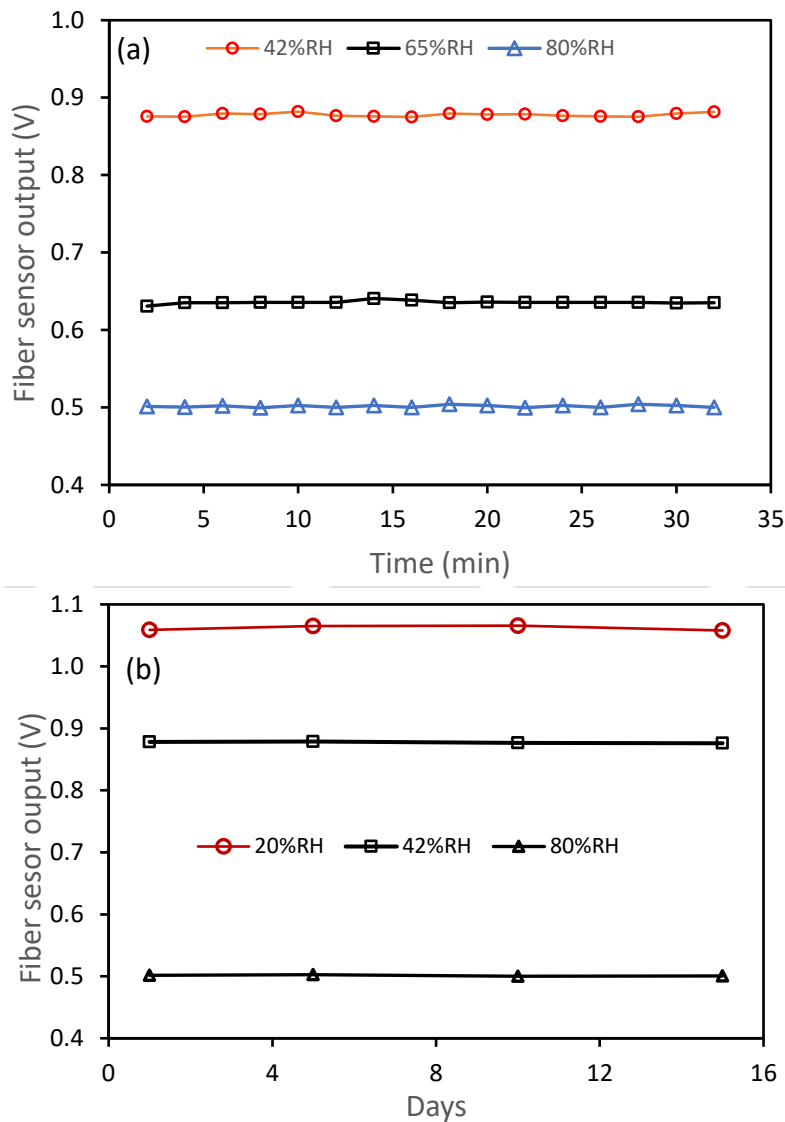 1.0
(a)
42%RH 65%RH 80%RH
0.9
0.8
0.7
0.6
0.5
0.4
0 5 10 15 20 25 30 35
Time (min)
Fiber sensor output (V)
1.1
1.0
(b)
0.9
0.8
20%RH 42%RH 80%RH
0.7
0.6
0.5
0.4
0 4 8 12 16
Days
Fiber sesor ouput (V)